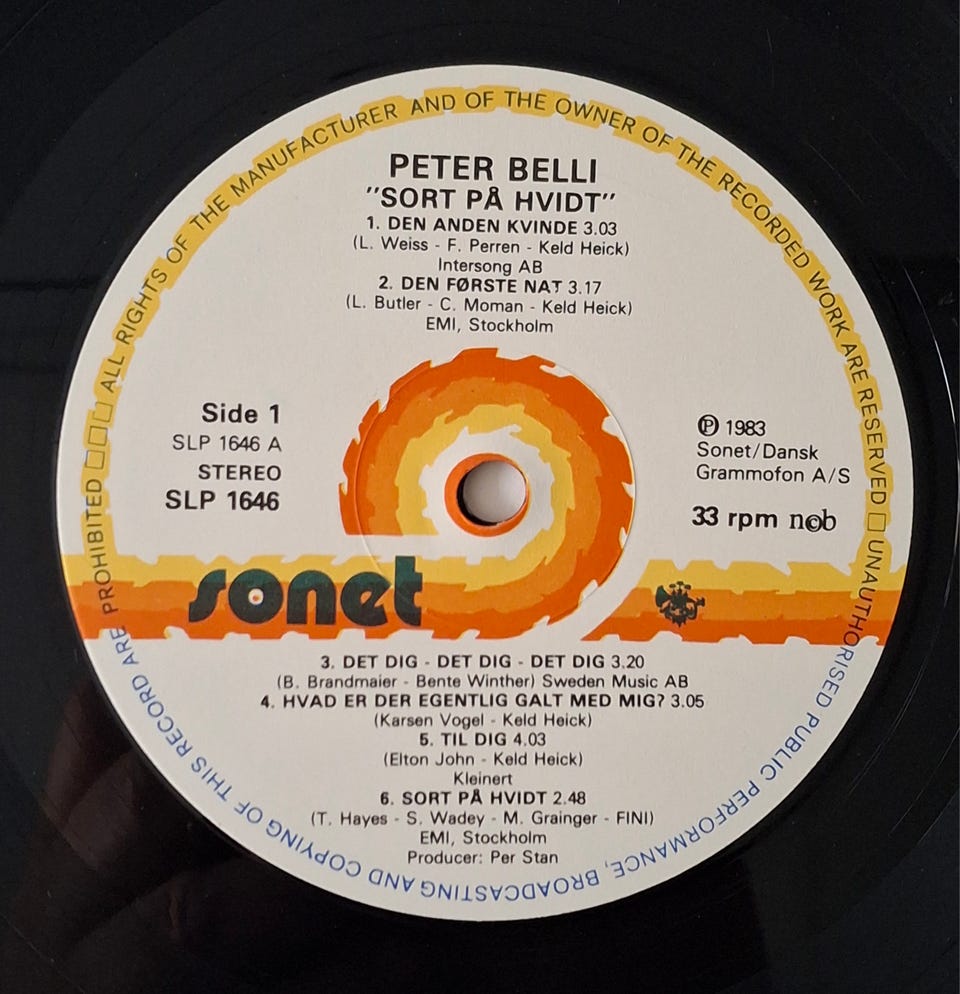 PETER BELLI
"SORT PÅ HVIDT"
1. DEN ANDEN KVINDE 3.03
(L. Weiss - F. Perren - Keld Heick)
Intersong AB
2. DEN FØRSTE NAT 3.17
(L. Butler - C. Moman - Keld Heick)
EMI, Stockholm
Side 1
SLP 1646 A
STEREO
SLP 1646
Ⓟ 1983
Sonet/Dansk
Grammofon A/S
33 rpm n©b
sonet
3. DET DIG - DET DIG - DET DIG 3.20
(B. Brandmaier - Bente Winther) Sweden Music AB
4. HVAD ER DER EGENTLIG GALT MED MIG? 3.05
(Karsen Vogel - Keld Heick)
5. TIL DIG 4.03
(Elton John - Keld Heick)
Kleinert
6. SORT PÅ HVIDT 2.48
(T. Hayes - S. Wadey - M. Grainger - FINI)
EMI, Stockholm
Producer: Per Stan
ALL RIGHTS OF THE MANUFACTURER AND OF THE OWNER OF THE RECORDED WORK ARE RESERVED □ UNAUTHORISED PUBLIC PERFORMANCE, BROADCASTING AND COPYING OF THIS RECORD ARE PROHIBITED □□□